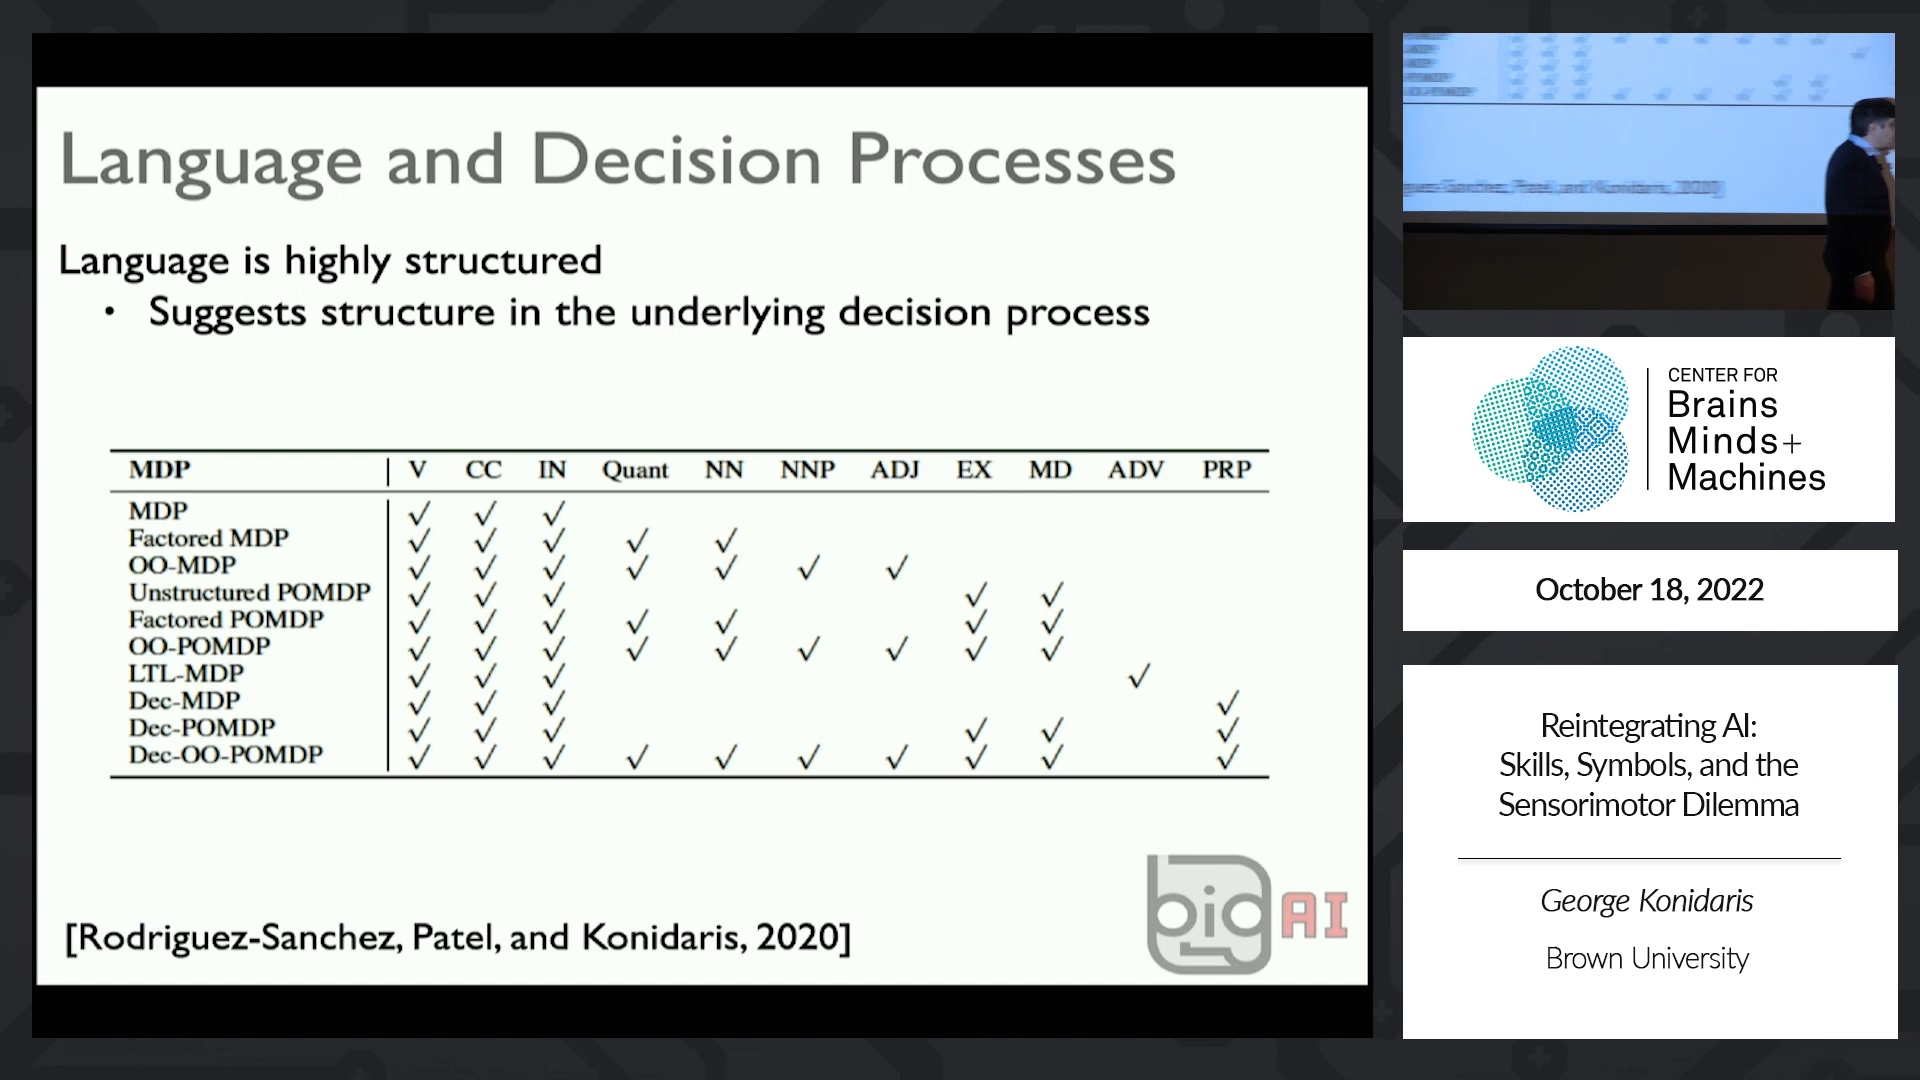 Language and Decision Processes
Language is highly structured
• Suggests structure in the underlying decision process
MDP V CC IN Quant NN NNP ADJ EX MD ADV PRP
MDP ✓ ✓ ✓
Factored MDP ✓ ✓ ✓ ✓ ✓
OO-MDP ✓ ✓ ✓ ✓ ✓ ✓ ✓
Unstructured POMDP ✓ ✓ ✓ ✓ ✓
Factored POMDP ✓ ✓ ✓ ✓ ✓ ✓ ✓
OO-POMDP ✓ ✓ ✓ ✓ ✓ ✓ ✓ ✓ ✓
LTL-MDP ✓ ✓ ✓ ✓
Dec-MDP ✓ ✓ ✓ ✓
Dec-POMDP ✓ ✓ ✓ ✓ ✓ ✓
Dec-OO-POMDP ✓ ✓ ✓ ✓ ✓ ✓ ✓ ✓ ✓ ✓
[Rodriguez-Sanchez, Patel, and Konidaris, 2020]
big AI
CENTER FOR
Brains
Minds+
Machines
October 18, 2022
Reintegrating AI:
Skills, Symbols, and the
Sensorimotor Dilemma
George Konidaris
Brown University